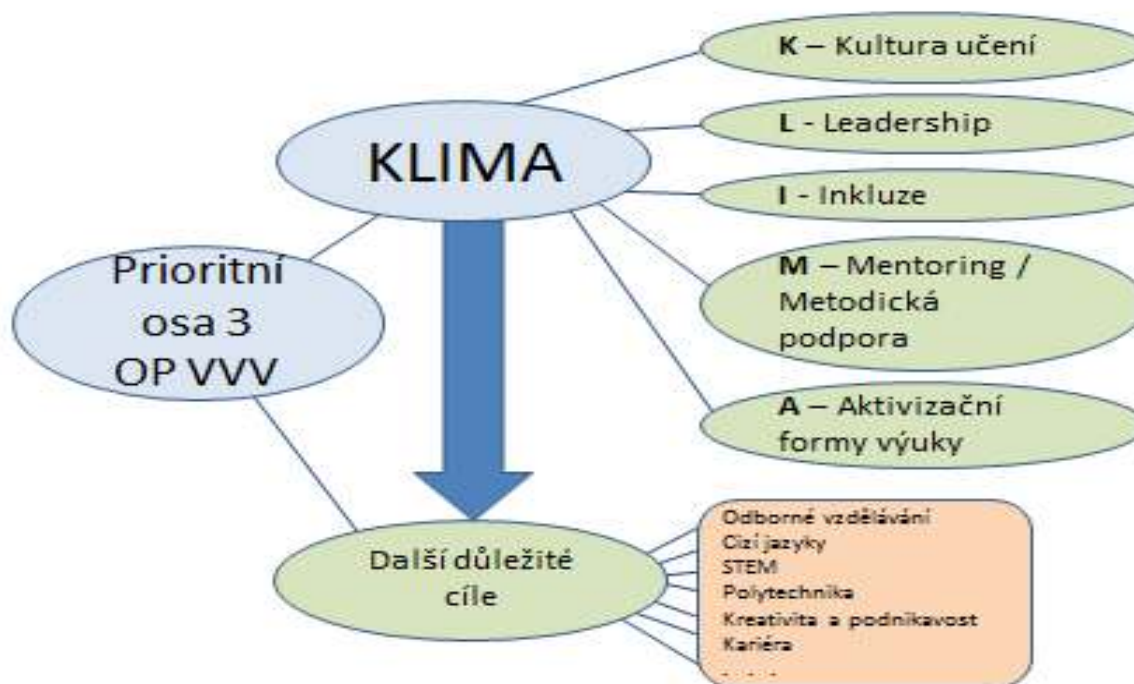 K – Kultura učení
L - Leadership
KLIMA
I - Inkluze
Prioritní
osa 3
OP VVV
M – Mentoring /
Metodická
podpora
A – Aktivizační
formy výuky
Další důležité
cíle
Odborné vzdělávání
Cizí jazyky
STEM
Polytechnika
Kreativita a podnikavost
Kariéra
- - -